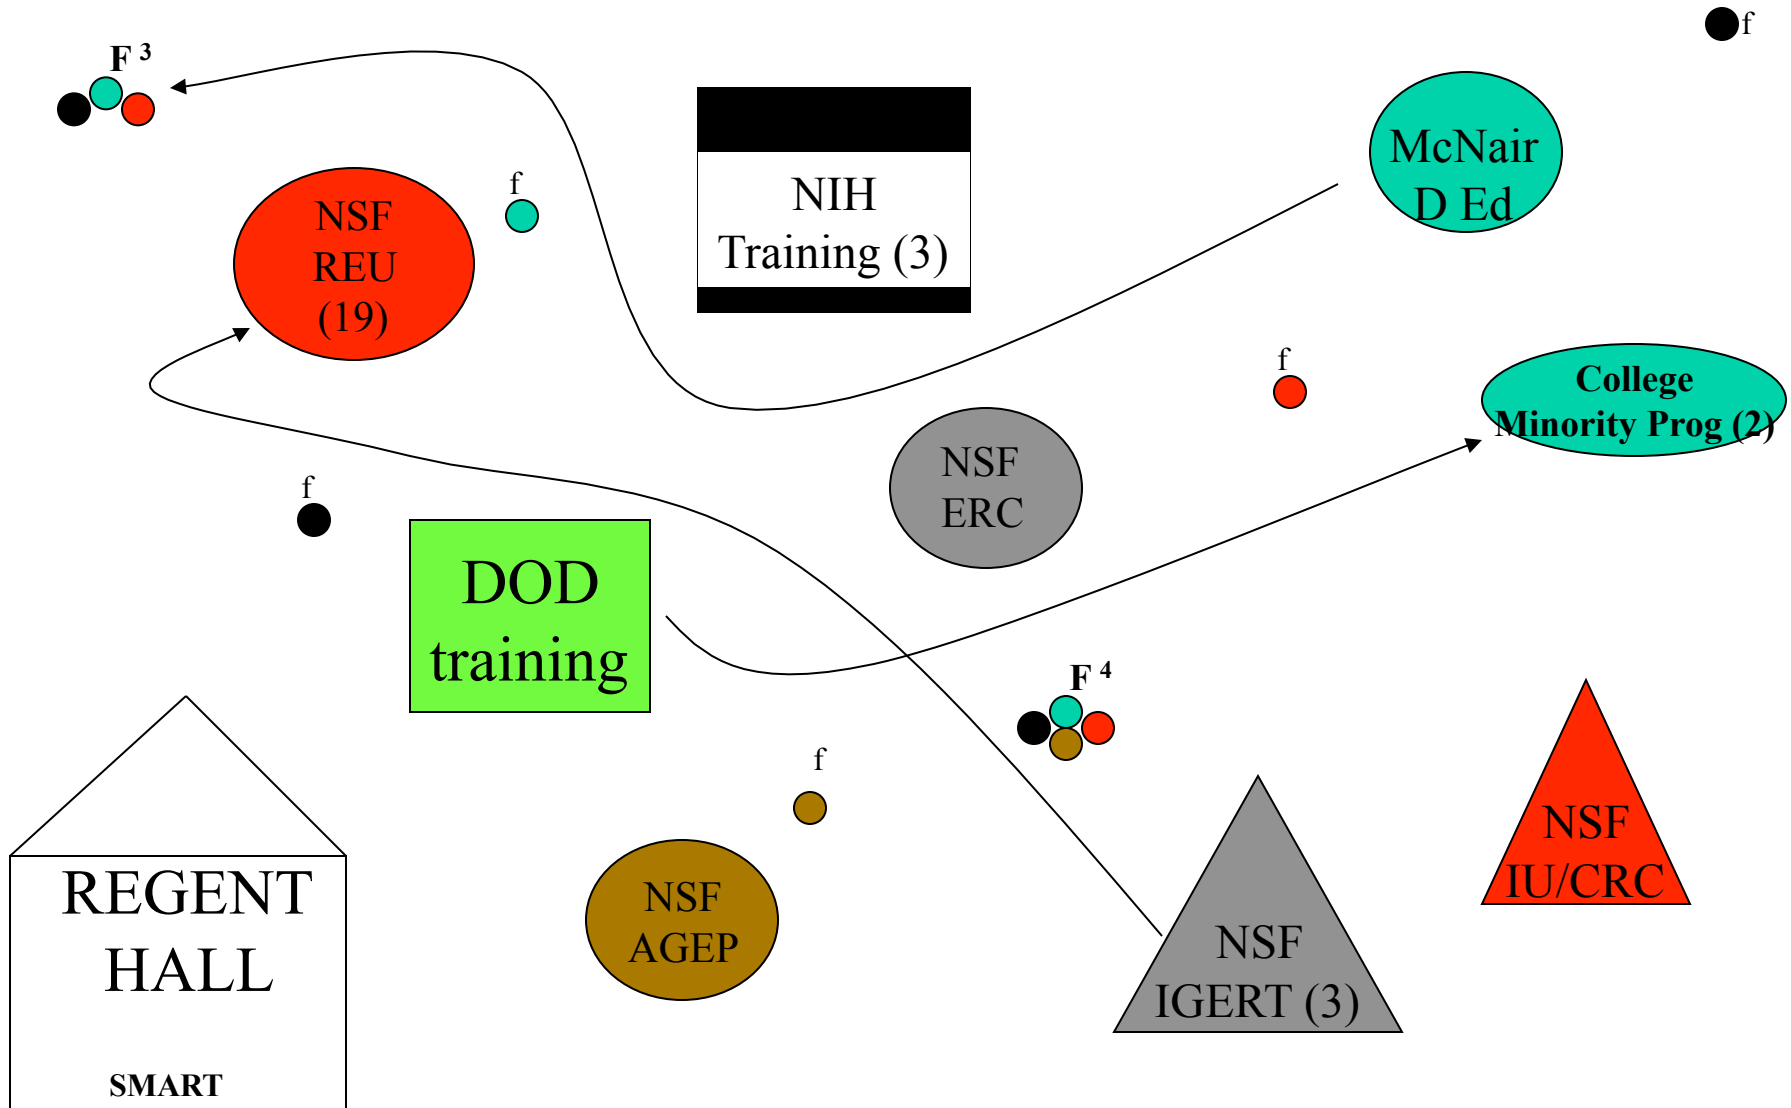 f
F 3
McNair
D Ed
NIH
Training (3)
f
NSF
REU
(19)
f
College
Minority Prog (2)
NSF
ERC
f
DOD
training
F 4
f
NSF
IU/CRC
REGENT
HALL
NSF
AGEP
NSF
IGERT (3)
SMART